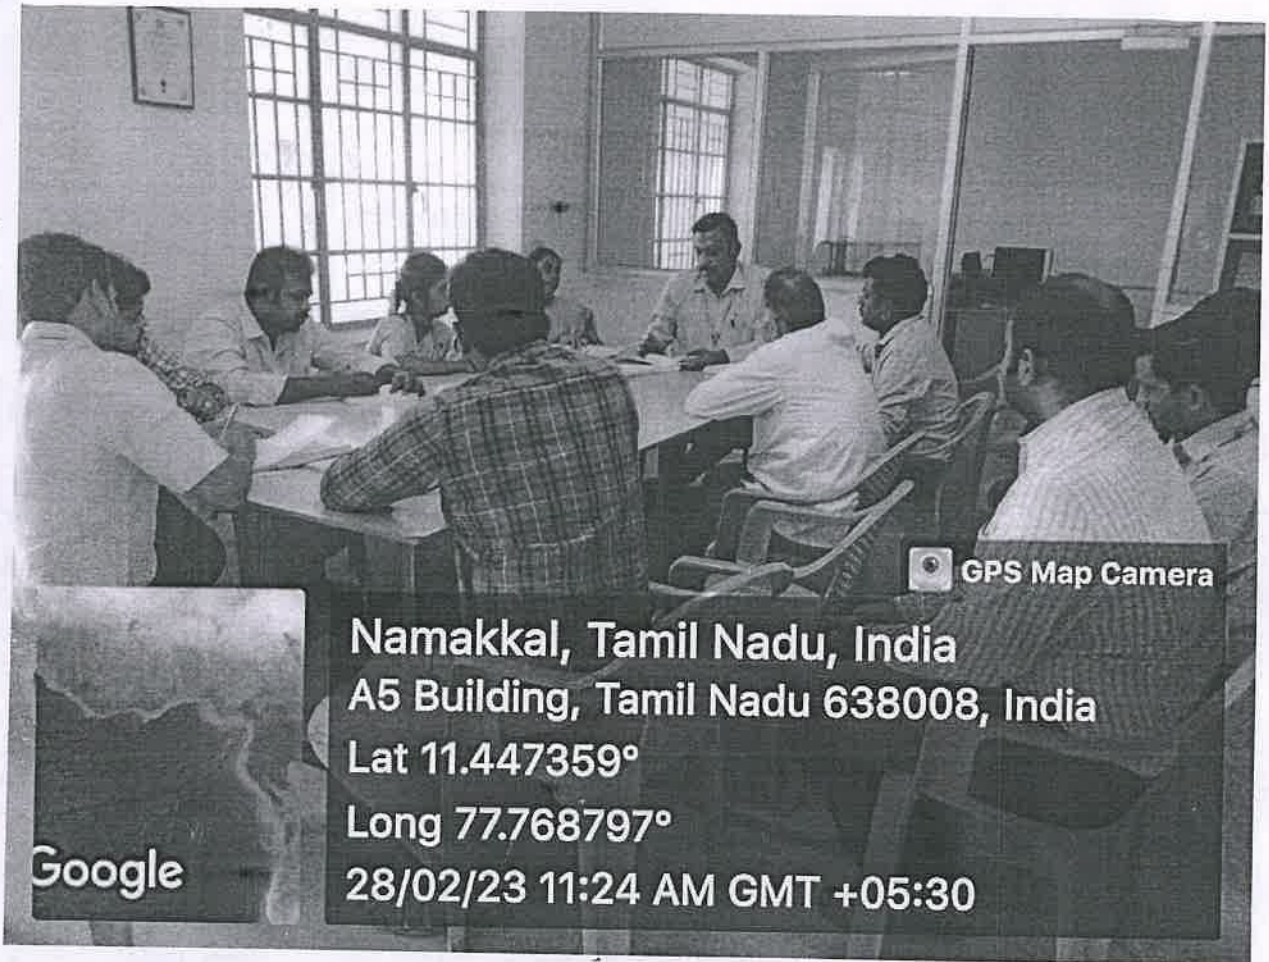 GPS Map Camera
Namakkal, Tamil Nadu, India
A5 Building, Tamil Nadu 638008, India
Lat 11.447359°
Long 77.768797°
28/02/23 11:24 AM GMT +05:30
Google